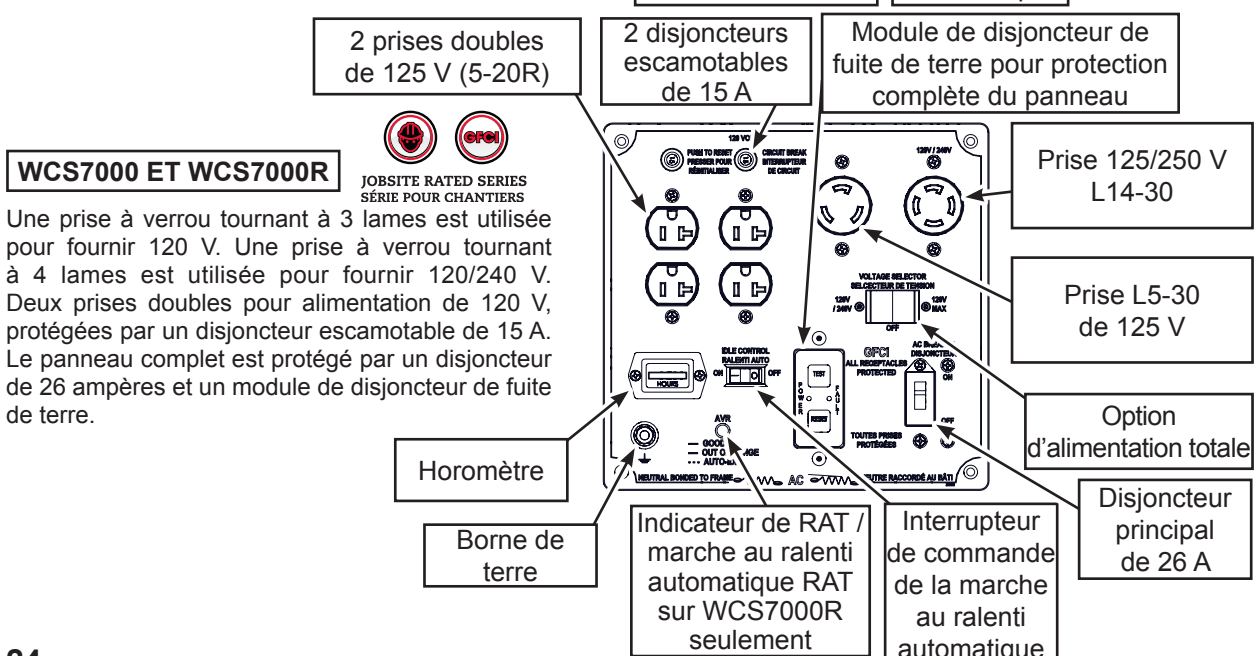 2 prises doubles
de 125 V (5-20R)
2 disjoncteurs
escamotables
de 15 A
Module de disjoncteur de
fuite de terre pour protection
complète du panneau
GFCI
JOBSITE RATED SERIES
SÉRIE POUR CHANTIERS
WCS7000 ET WCS7000R
Une prise à verrou tournant à 3 lames est utilisée
pour fournir 120 V. Une prise à verrou tournant
à 4 lames est utilisée pour fournir 120/240 V.
Deux prises doubles pour alimentation de 120 V,
protégées par un disjoncteur escamotable de 15 A.
Le panneau complet est protégé par un disjoncteur
de 26 ampères et un module de disjoncteur de fuite
de terre.
PUSH TO RESET
PRESSER POUR
RÉINITIALISER
CIRCUIT BREAK
INTERRUPTEUR
DE CIRCUIT
120V / 240V
Prise 125/250 V
L14-30
VOLTAGE SELECTOR
SELCECTEUR DE TENSION
120V
/ 240V
120V
MAX
OFF
Prise L5-30
de 125 V
IDLE CONTROL
RALENTI AUTO
ON
OFF
HOURS
TEST
POWER
FAULT
RESET
GFCI
ALL RECEPTACLES
PROTECTED
TOUTES PRISES
PROTÉGÉES
ON
OFF
AVR
NEUTRAL BONDED TO FRAME
AC
RACCORDÉ AU BÂTI
Option
d'alimentation totale
Horomètre
Disjoncteur
principal
de 26 A
Borne de
terre
Indicateur de RAT /
marche au ralenti
automatique RAT
sur WCS7000R
seulement
Interrupteur
de commande
de la marche
au ralenti
automatique